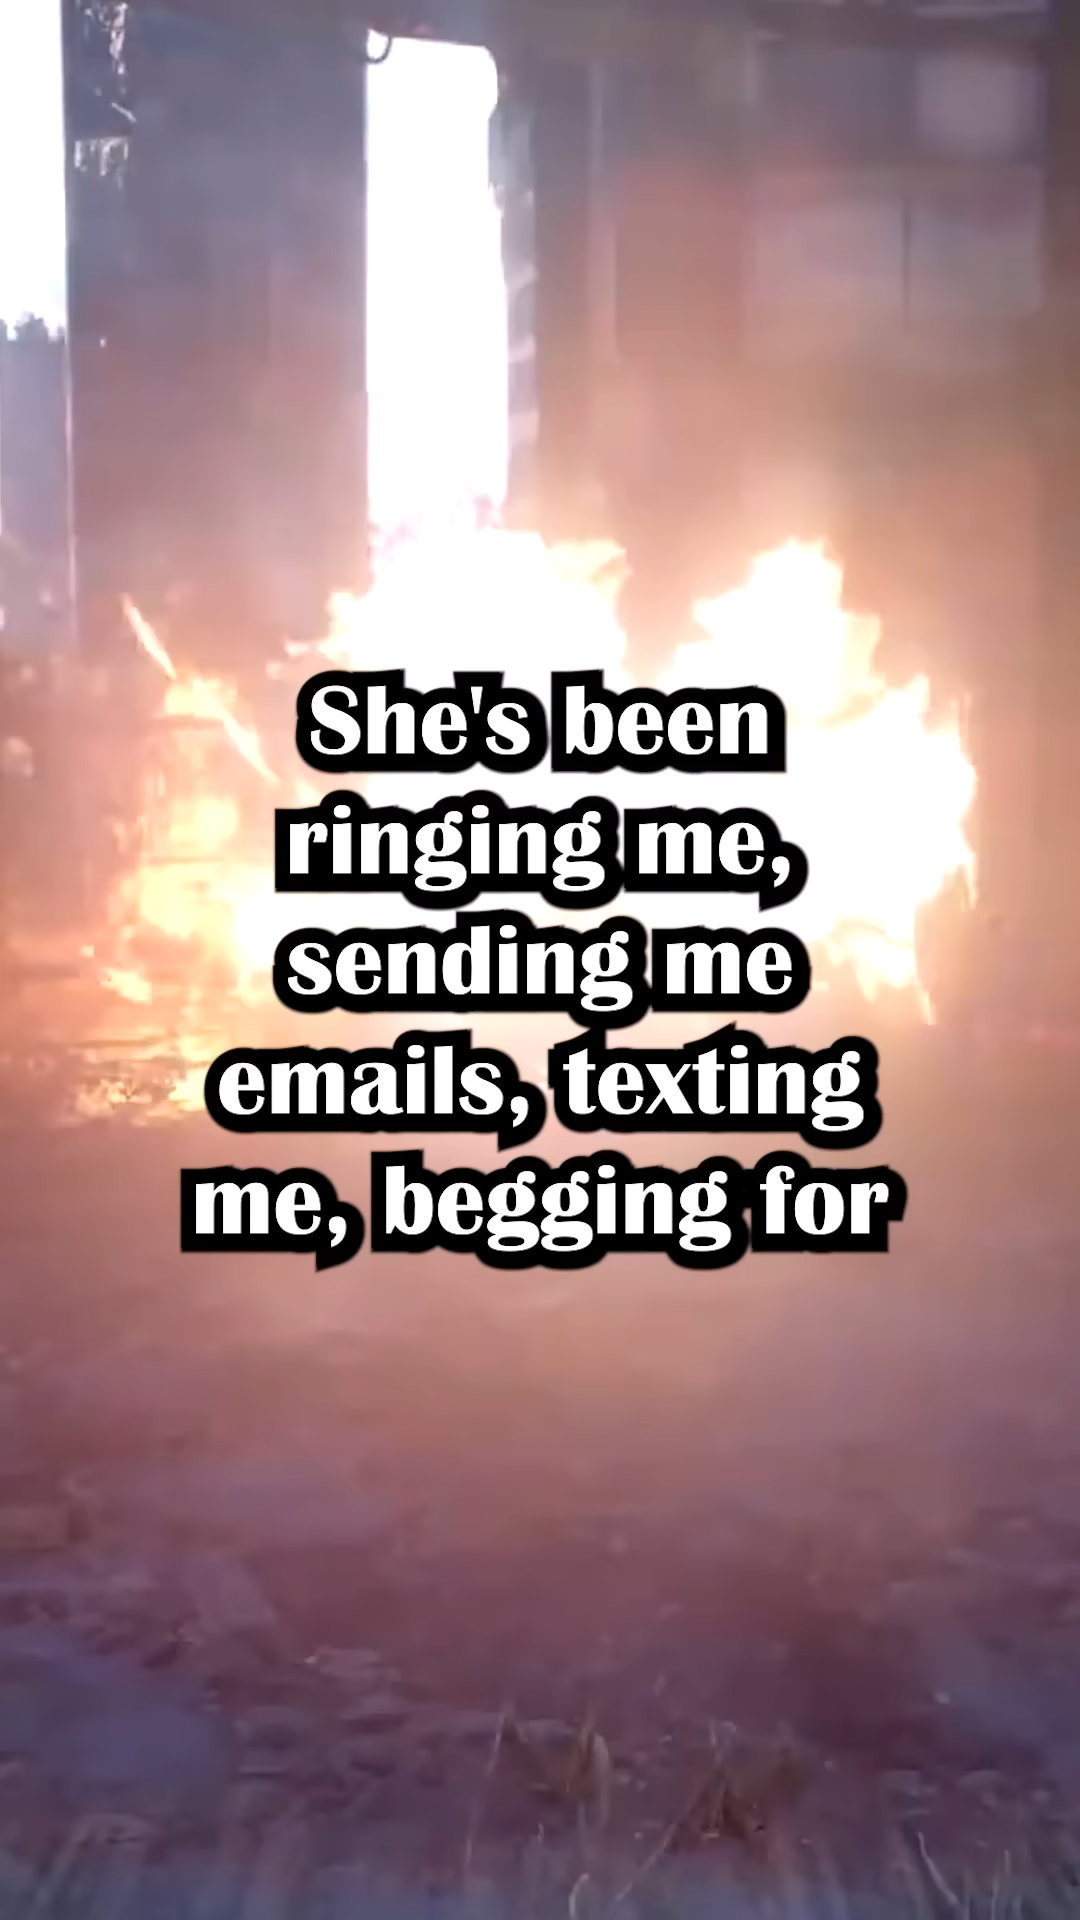 She's been
ringing me,
sending me
emails, texting
me, begging for